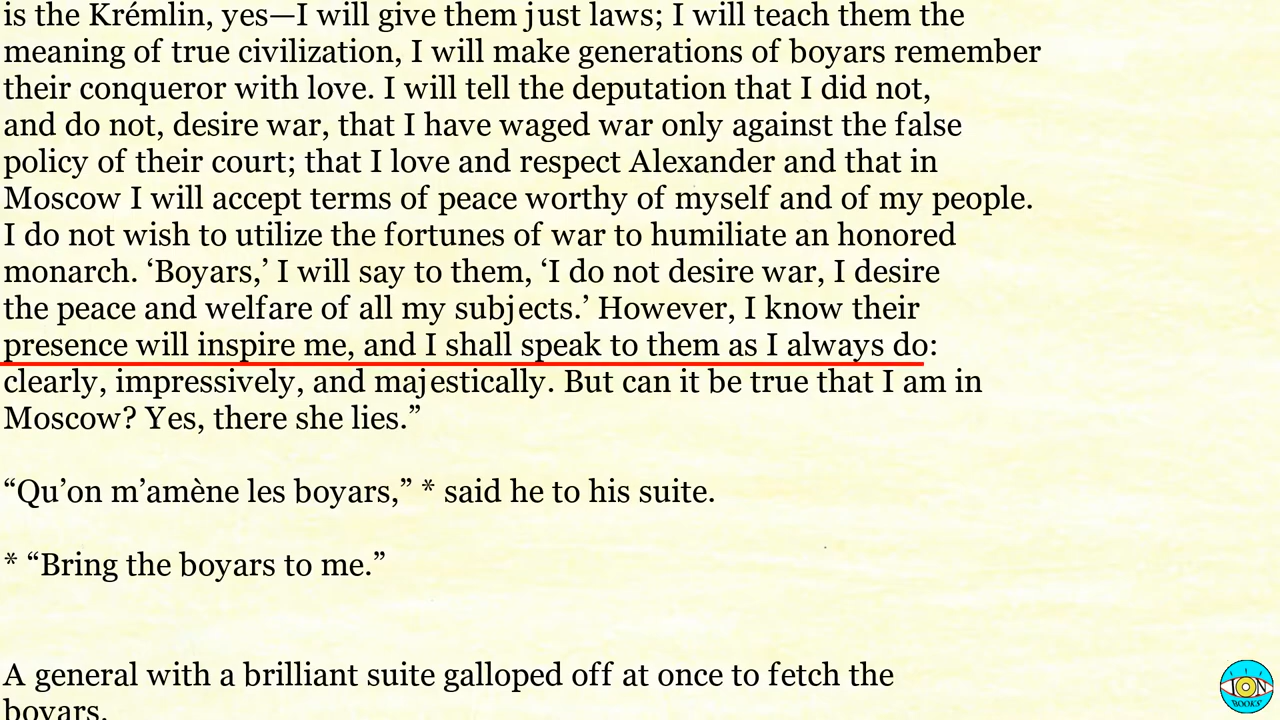 is the Krémlin, yes—I will give them just laws; I will teach them the
meaning of true civilization, I will make generations of boyars remember
their conqueror with love. I will tell the deputation that I did not,
and do not, desire war, that I have waged war only against the false
policy of their court; that I love and respect Alexander and that in
Moscow I will accept terms of peace worthy of myself and of my people.
I do not wish to utilize the fortunes of war to humiliate an honored
monarch. ‘Boyars,’ I will say to them, ‘I do not desire war, I desire
the peace and welfare of all my subjects.’ However, I know their
presence will inspire me, and I shall speak to them as I always do:
clearly, impressively, and majestically. But can it be true that I am in
Moscow? Yes, there she lies.”
“Qu’on m’amène les boyars,” * said he to his suite.
* “Bring the boyars to me.”
A general with a brilliant suite galloped off at once to fetch the
boyars.
ION
BOOKS